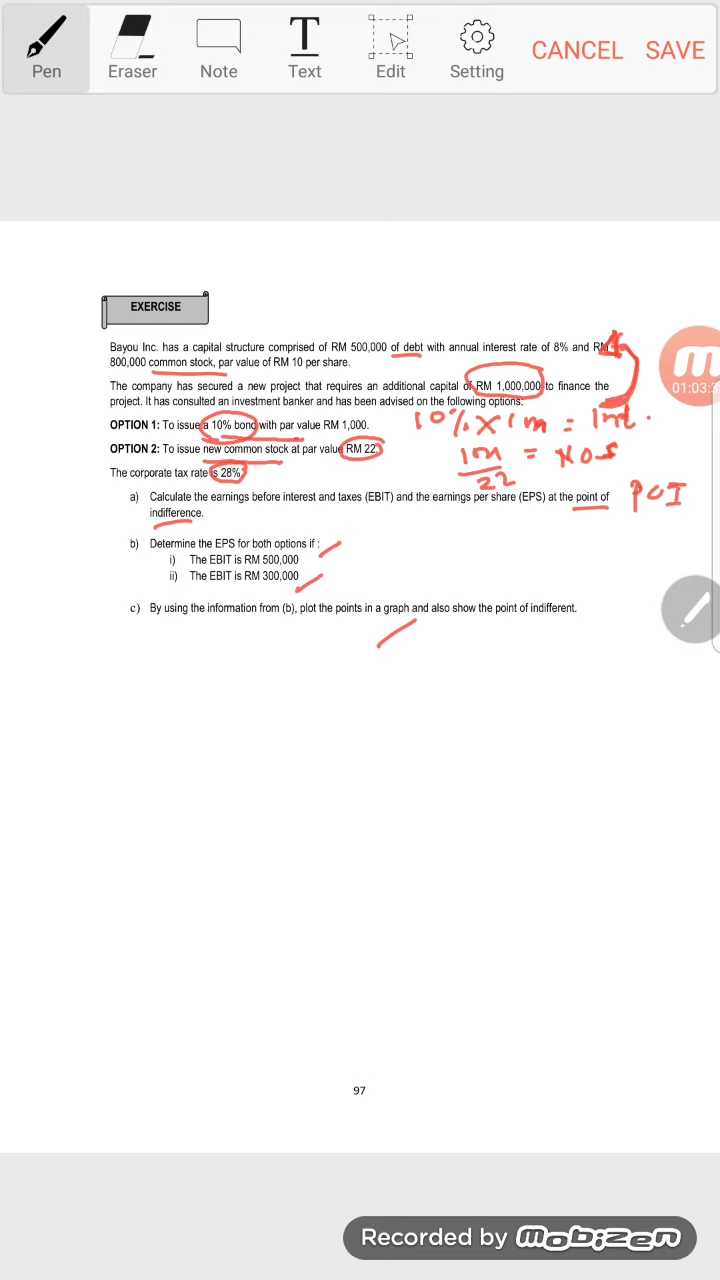 Pen Eraser Note Text Edit Setting CANCEL SAVE
EXERCISE
Bayou Inc. has a capital structure comprised of RM 500,000 of debt with annual interest rate of 8% and RM
800,000 common stock, par value of RM 10 per share.
m
01:03:3
The company has secured a new project that requires an additional capital of RM 1,000,000 to finance the
project. It has consulted an investment banker and has been advised on the following options:
OPTION 1: To issue a 10% bond with par value RM 1,000.
10% X 1m = Int.
OPTION 2: To issue new common stock at par value RM 22.
1m = NOS
22
The corporate tax rate is 28%.
a) Calculate the earnings before interest and taxes (EBIT) and the earnings per share (EPS) at the point of
indifference.
POI
b) Determine the EPS for both options if :
i) The EBIT is RM 500,000
ii) The EBIT is RM 300,000
c) By using the information from (b), plot the points in a graph and also show the point of indifferent.
97
Recorded by mobizen